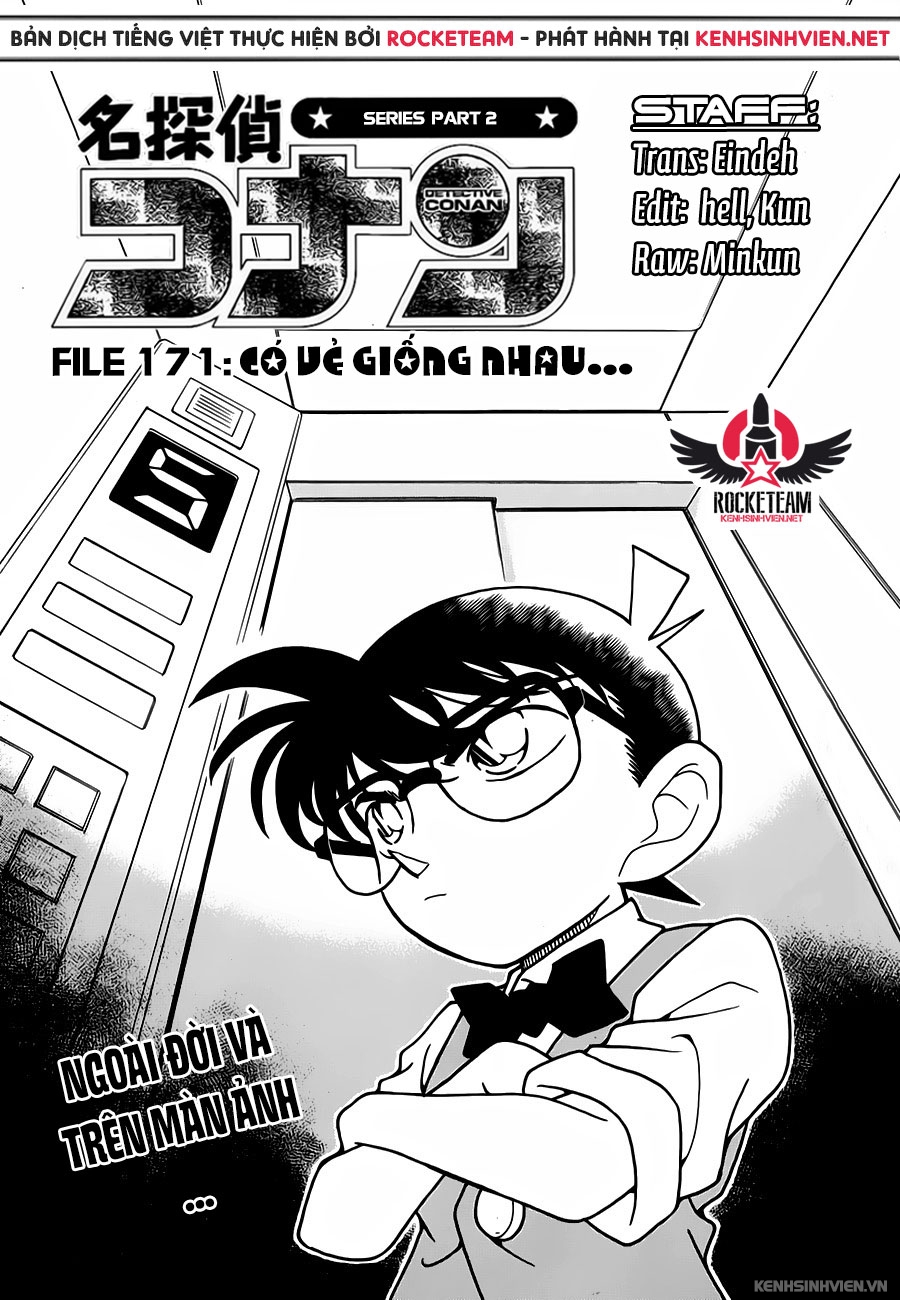 BẢN DỊCH TIẾNG VIỆT THỰC HIỆN BỞI ROCKETEAM - PHÁT HÀNH TẠI KENHSINHVIEN.NET
名探偵
SERIES PART 2
コナン
DETECTIVE
CONAN
STAFF:
Trans: Eindeh
Edit: hell, Kun
Raw: Minkun
FILE 171: CÓ VẺ GIỐNG NHAU...
ROCKETEAM
KENHSINHVIEN.NET
NGOÀI ĐỜI VÀ
TRÊN MÀN ẢNH
...
KENHSINHVIEN.VN